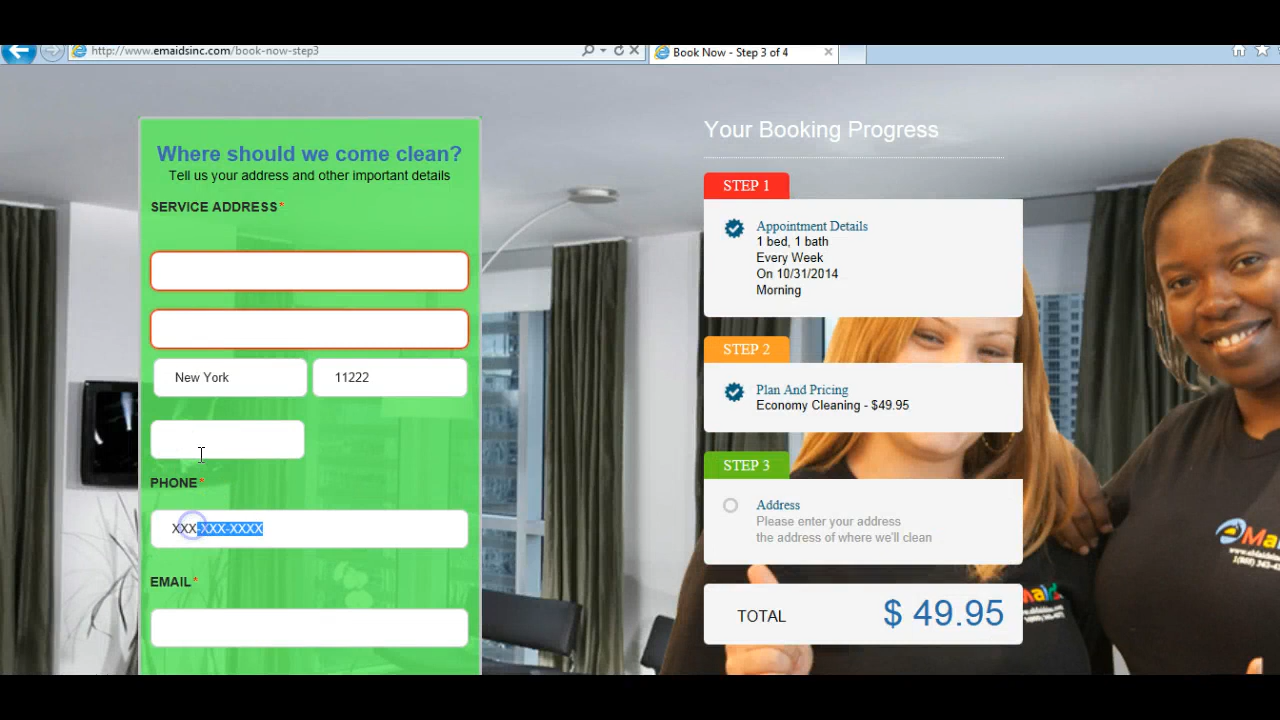 http://www.emaidsinc.com/book-now-step3
Book Now - Step 3 of 4
Where should we come clean?
Tell us your address and other important details
SERVICE ADDRESS*
New York
11222
PHONE*
XXX-XXX-XXXX
EMAIL*
Your Booking Progress
STEP 1
Appointment Details
1 bed, 1 bath
Every Week
On 10/31/2014
Morning
STEP 2
Plan And Pricing
Economy Cleaning - $49.95
STEP 3
Address
Please enter your address
the address of where we'll clean
TOTAL
$ 49.95